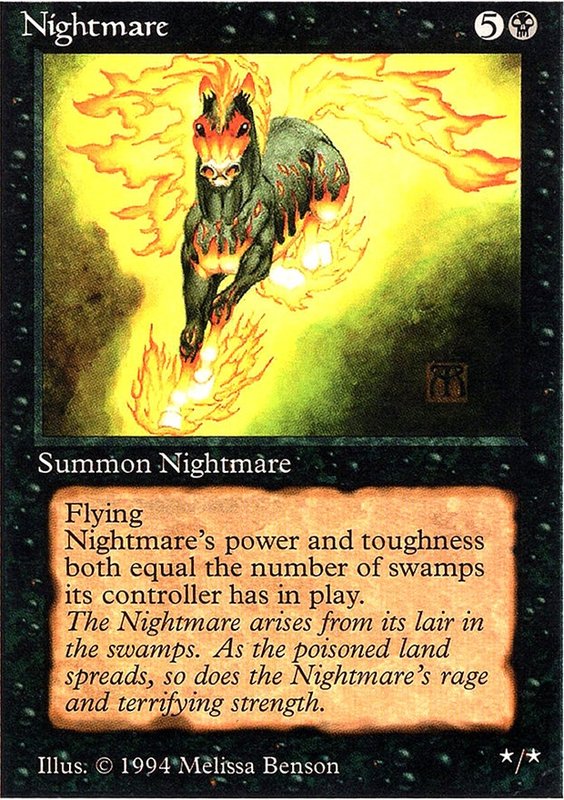 Nightmare 5
Summon Nightmare
Flying
Nightmare's power and toughness
both equal the number of swamps
its controller has in play.
The Nightmare arises from its lair in
the swamps. As the poisoned land
spreads, so does the Nightmare's rage
and terrifying strength.
Illus. © 1994 Melissa Benson
★/★